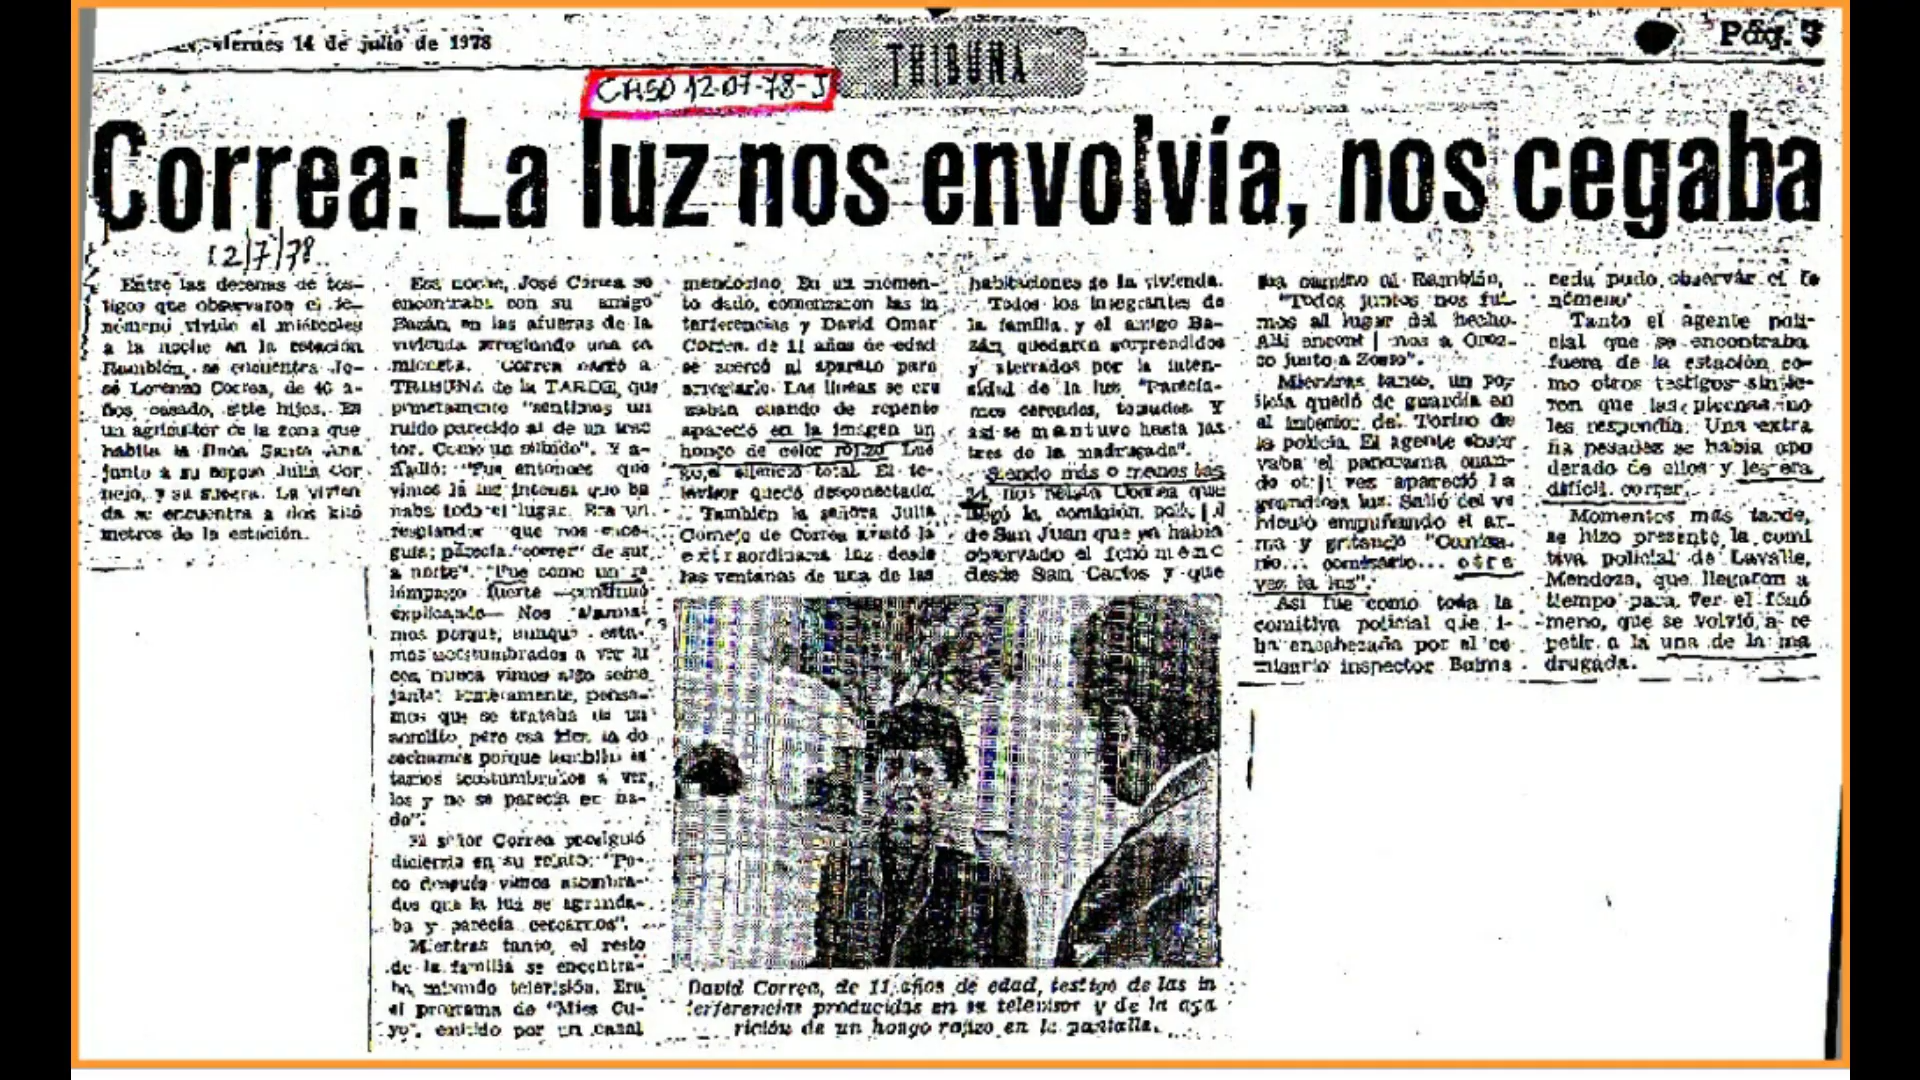 viernes 14 de julio de 1978
TRIBUNA
Pág. 3
CASO 12-07-78-J
Correa: La luz nos envolvía, nos cegaba
12/7/78
Entre las decenas de tes-
tigos que observaron el fe-
nómeno vivido el miércoles
a la noche en la estación
Ramblón, se encuentra Jo-
sé Lorenzo Correa, de 40 a-
ños, casado, siete hijos. Es
un agricultor de la zona que
habita la finca Santa Ana
junto a su esposa Julia Cor
nejo, y su suegra. La vivien
da se encuentra a dos kiló
metros de la estación.
Esa noche, José Correa se
encontraba con su amigo
Bazán, en las afueras de la
vivienda arreglando una ca
mioneta. Correa narró a
TRIBUNA de la TARDE, que
primeramente "sentimos un
ruido parecido al de un trac
tor. Como un silbido". Y a-
ñadió: "Fue entonces que
vimos la luz intensa que ba
ñaba todo el lugar. Era un
resplandor que nos ence-
guía; parecía "correr" de sur
a norte". "Fue como un re
lámpago fuerte —continuó
explicando— Nos alarma-
mos porque, aunque esta-
mos acostumbrados a ver lu
ces, nunca vimos algo seme
jante.
mos que se trataba de un
aerolito, pero esa idea la de
sechamos porque también es
tamos acostumbrados a ver
los y no se parecía en na-
da".
El señor Correa prosiguió
diciendo en su relato: "Po-
co después vimos asombra-
dos que la luz se agranda-
ba y parecía cercarnos".
Mientras tanto, el resto
de la familia se encontra-
ba mirando televisión. Era
el programa de "Miss Cu-
yo", emitido por un canal
mendocino. En un momen-
to dado, comenzaron las in
terferencias y David Omar
Correa, de 11 años de edad
se acercó al aparato para
arreglarlo. Las líneas se cru
zaban cuando de repente
apareció en la imagen un
hongo de color rojizo. Lue
go, el silencio total. El te-
levisor quedó desconectado.
También la señora Julia
Cornejo de Correa avistó la
extraordinaria luz desde
las ventanas de una de las
habitaciones de la vivienda.
Todos los integrantes de
la familia y el amigo Ba-
zán quedaron sorprendidos
y aterrados por la inten-
sidad de la luz. "Parecía-
mos cercados, tomados. Y
así se mantuvo hasta las
tres de la madrugada".
Siendo más o menos las
nos relata Correa que
llegó la comisión policial
de San Juan que ya había
observado el fenómeno
desde San Carlos y que
iba camino al Ramblón,
"Todos juntos nos fui-
mos al lugar del hecho.
Allí encontramos a Oroz-
co junto a Zosso".
Mientras tanto, un po-
licía quedó de guardia en
el interior del Torino de
la policía. El agente obser
vaba el panorama cuan-
do otra vez apareció la
grandiosa luz. Salió del ve
hículo empuñando el ar-
ma y gritando "Comisa-
rio... comisario... otra
vez la luz".
Así fue como toda la
comitiva policial que i-
ba encabezada por el co
misario inspector Balma
ceda pudo observar el fe
nómeno
Tanto el agente poli-
cial que se encontraba
fuera de la estación co-
mo otros testigos sintie-
ron que las piernas no
les respondía. Una extra
ña pesadez se había apo
derado de ellos y les era
difícil correr.
Momentos más tarde,
se hizo presente la comi
tiva policial de Lavalle,
Mendoza, que llegaron a
tiempo para ver el fenó
meno, que se volvió a re
petir a la una de la ma
drugada.
David Correa, de 11 años de edad, testigo de las in
terferencias producidas en su televisor y de la apa
rición de un hongo rojizo en la pantalla.